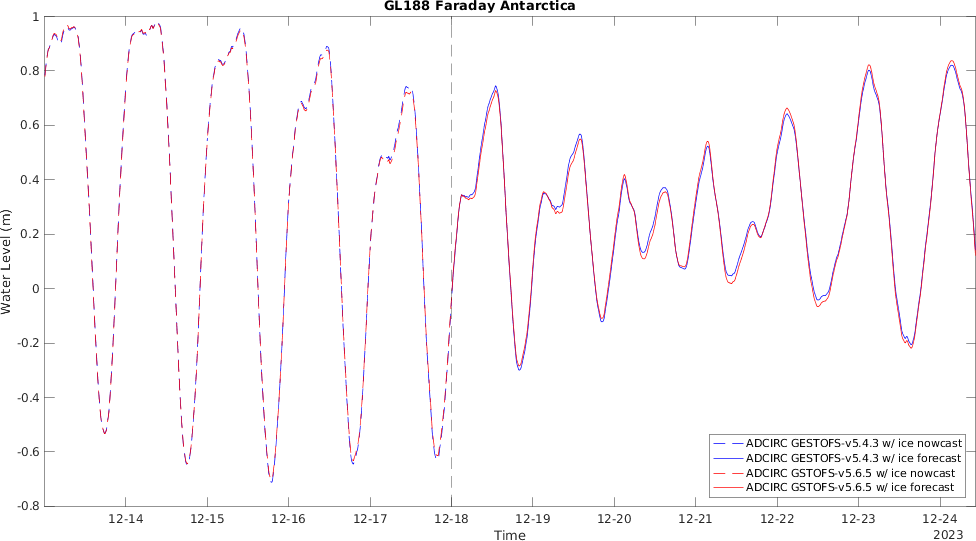 GL188 Faraday Antarctica
Water Level (m)
1
0.8
0.6
0.4
0.2
0
-0.2
-0.4
-0.6
-0.8
ADCIRC GESTOFS-v5.4.3 w/ ice nowcast
ADCIRC GESTOFS-v5.4.3 w/ ice forecast
ADCIRC GSTOFS-v5.6.5 w/ ice nowcast
ADCIRC GSTOFS-v5.6.5 w/ ice forecast
12-14 12-15 12-16 12-17 12-18 12-19 12-20 12-21 12-22 12-23 12-24
Time 2023